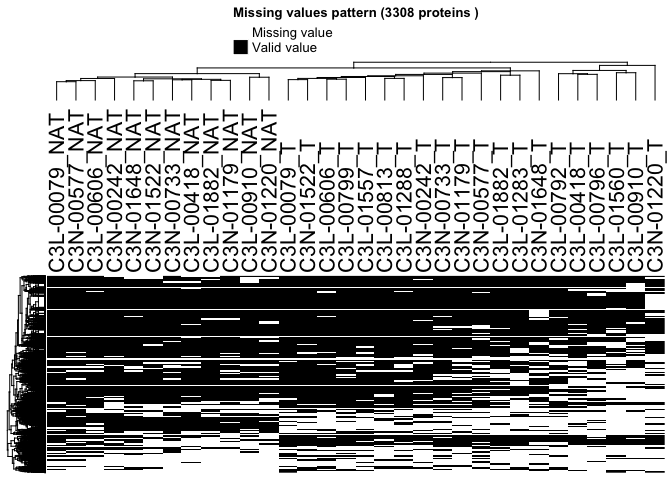 Missing values pattern (3308 proteins )
Missing value
Valid value
C3L-00079_NAT
C3N-00577_NAT
C3L-00606_NAT
C3N-00242_NAT
C3N-01648_NAT
C3N-01522_NAT
C3N-00733_NAT
C3L-00418_NAT
C3L-01882_NAT
C3N-01179_NAT
C3L-00910_NAT
C3N-01220_NAT
C3L-00079_T
C3N-01522_T
C3L-00606_T
C3L-00799_T
C3L-01557_T
C3L-00813_T
C3L-01288_T
C3N-00242_T
C3N-00733_T
C3N-01179_T
C3N-00577_T
C3L-01882_T
C3N-01283_T
C3N-01648_T
C3L-00792_T
C3L-00418_T
C3L-00796_T
C3L-01560_T
C3L-00910_T
C3N-01220_T